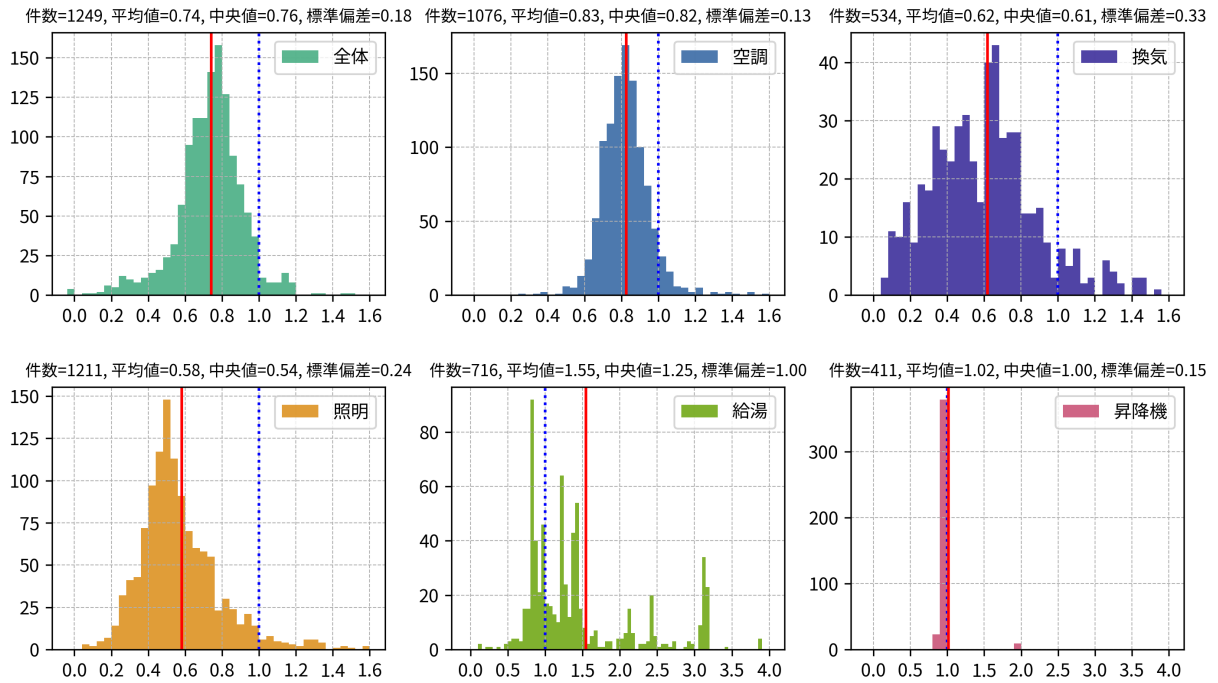 件数=1249, 平均値=0.74, 中央値=0.76, 標準偏差=0.18
150
125
100
75
50
25
0
0.0 0.2 0.4 0.6 0.8 1.0 1.2 1.4 1.6
全体
件数=1076, 平均値=0.83, 中央値=0.82, 標準偏差=0.13
150
100
50
0
0.0 0.2 0.4 0.6 0.8 1.0 1.2 1.4 1.6
空調
件数=534, 平均値=0.62, 中央値=0.61, 標準偏差=0.33
40
30
20
10
0
0.0 0.2 0.4 0.6 0.8 1.0 1.2 1.4 1.6
換気
件数=1211, 平均値=0.58, 中央値=0.54, 標準偏差=0.24
150
125
100
75
50
25
0
0.0 0.2 0.4 0.6 0.8 1.0 1.2 1.4 1.6
照明
件数=716, 平均値=1.55, 中央値=1.25, 標準偏差=1.00
80
60
40
20
0
0.0 0.5 1.0 1.5 2.0 2.5 3.0 3.5 4.0
給湯
件数=411, 平均値=1.02, 中央値=1.00, 標準偏差=0.15
300
200
100
0
0.0 0.5 1.0 1.5 2.0 2.5 3.0 3.5 4.0
昇降機